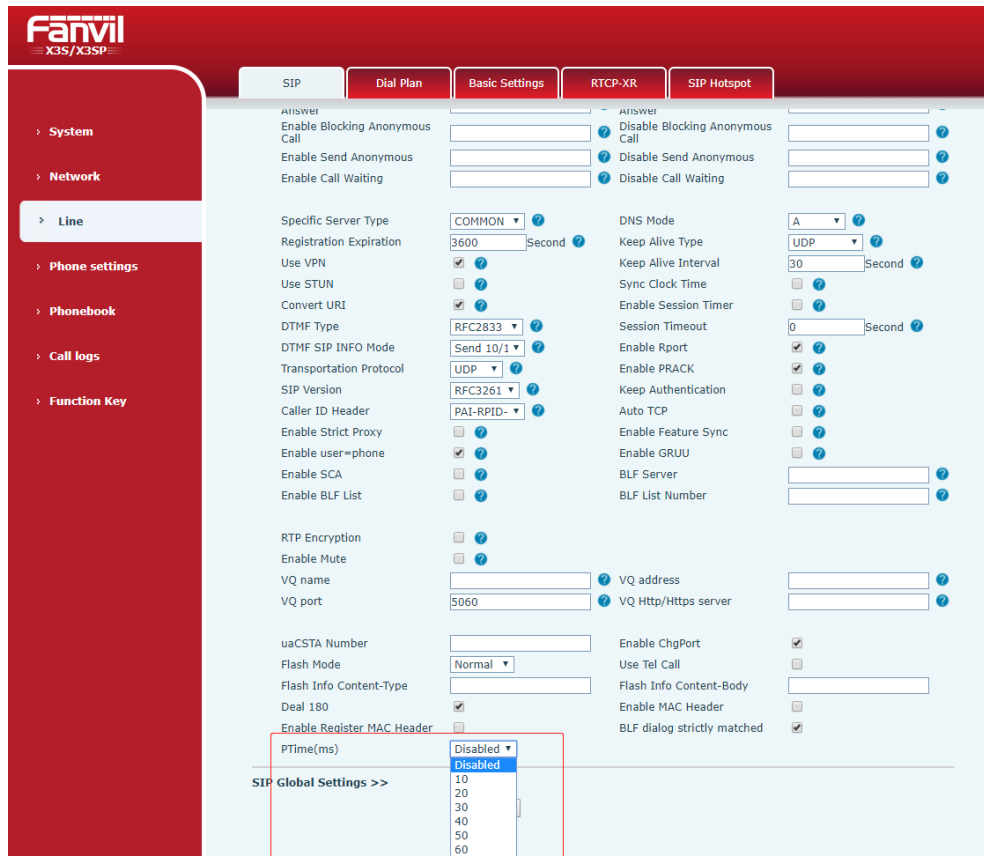 Fanvil
X3S/X3SP
SIP
Dial Plan
Basic Settings
RTCP-XR
SIP Hotspot
› System
› Network
› Line
› Phone settings
› Phonebook
› Call logs
› Function Key
Answer
Answer
Enable Blocking Anonymous Call
Disable Blocking Anonymous Call
Enable Send Anonymous
Disable Send Anonymous
Enable Call Waiting
Disable Call Waiting
Specific Server Type COMMON
DNS Mode A
Registration Expiration 3600 Second
Keep Alive Type UDP
Use VPN
Keep Alive Interval 30 Second
Use STUN
Sync Clock Time
Convert URI
Enable Session Timer
DTMF Type RFC2833
Session Timeout 0 Second
DTMF SIP INFO Mode Send 10/1
Enable Rport
Transportation Protocol UDP
Enable PRACK
SIP Version RFC3261
Keep Authentication
Caller ID Header PAI-RPID-
Auto TCP
Enable Strict Proxy
Enable Feature Sync
Enable user=phone
Enable GRUU
Enable SCA
BLF Server
Enable BLF List
BLF List Number
RTP Encryption
Enable Mute
VQ name
VQ address
VQ port 5060
VQ Http/Https server
uaCSTA Number
Enable ChgPort
Flash Mode Normal
Use Tel Call
Flash Info Content-Type
Flash Info Content-Body
Deal 180
Enable MAC Header
Enable Register MAC Header
BLF dialog strictly matched
PTime(ms) Disabled
Disabled
10
20
30
40
50
60
SIP Global Settings >>